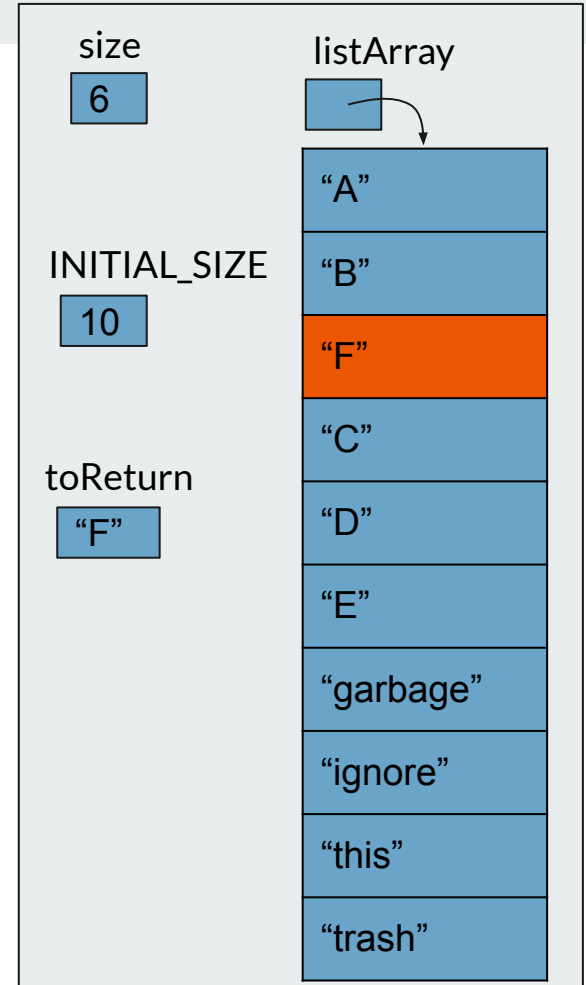 size
6
INITIAL_SIZE
10
toReturn
“F”
listArray
“A”
“B”
“F”
“C”
“D”
“E”
“garbage”
“ignore”
“this”
“trash”